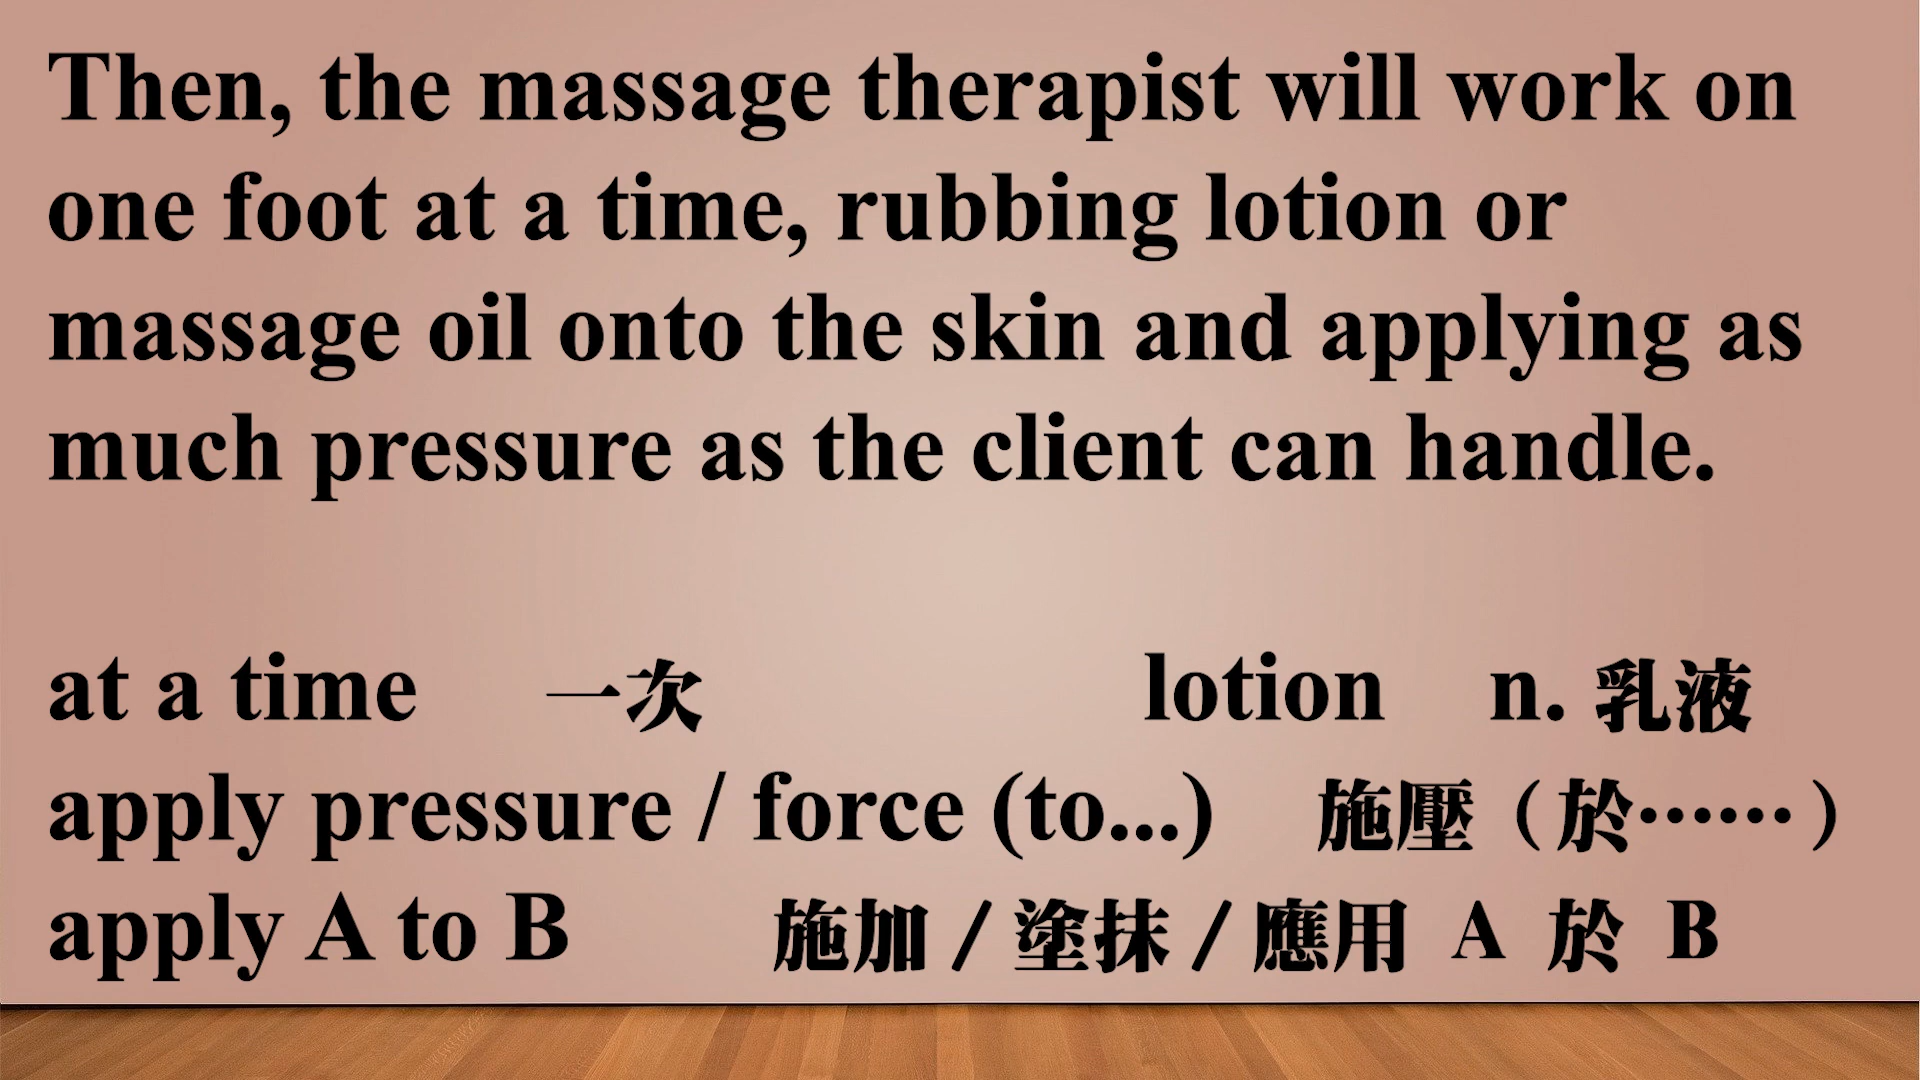 Then, the massage therapist will work on
one foot at a time, rubbing lotion or
massage oil onto the skin and applying as
much pressure as the client can handle.
at a time 一次 lotion n. 乳液
apply pressure / force (to...) 施壓（於……）
apply A to B 施加／塗抹／應用 A 於 B